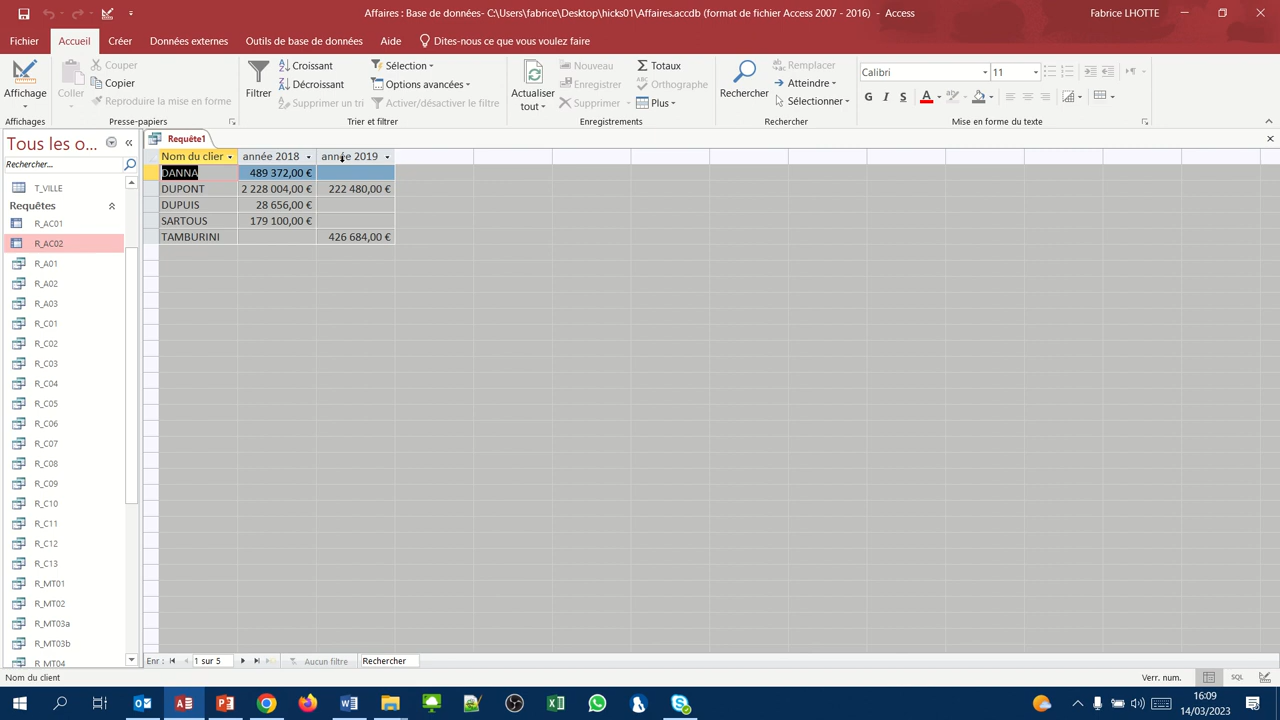 Affaires : Base de données- C:\Users\fabrice\Desktop\hicks01\Affaires.accdb (format de fichier Access 2007 - 2016) - Access
Fabrice LHOTTE
Fichier
Accueil
Créer
Données externes
Outils de base de données
Aide
Dites-nous ce que vous voulez faire
Affichage
Coller
Couper
Copier
Reproduire la mise en forme
Filtrer
Croissant
Décroissant
Supprimer un tri
Sélection
Options avancées
Activer/désactiver le filtre
Actualiser
tout
Nouveau
Enregistrer
Supprimer
Totaux
Orthographe
Plus
Rechercher
Remplacer
Atteindre
Sélectionner
Calibri
11
G I S
A
Affichages
Presse-papiers
Trier et filtrer
Enregistrements
Rechercher
Mise en forme du texte
Tous les o...
Rechercher...
T_VILLE
Requêtes
R_AC01
R_AC02
R_A01
R_A02
R_A03
R_C01
R_C02
R_C03
R_C04
R_C05
R_C06
R_C07
R_C08
R_C09
R_C10
R_C11
R_C12
R_C13
R_MT01
R_MT02
R_MT03a
R_MT03b
R_MT04
Requête1
Nom du clier année 2018 année 2019
DANNA 489 372,00 €
DUPONT 2 228 004,00 € 222 480,00 €
DUPUIS 28 656,00 €
SARTOUS 179 100,00 €
TAMBURINI 426 684,00 €
Enr : 1 sur 5 Aucun filtre Rechercher
Nom du client
Verr. num.
SQL
16:09
14/03/2023